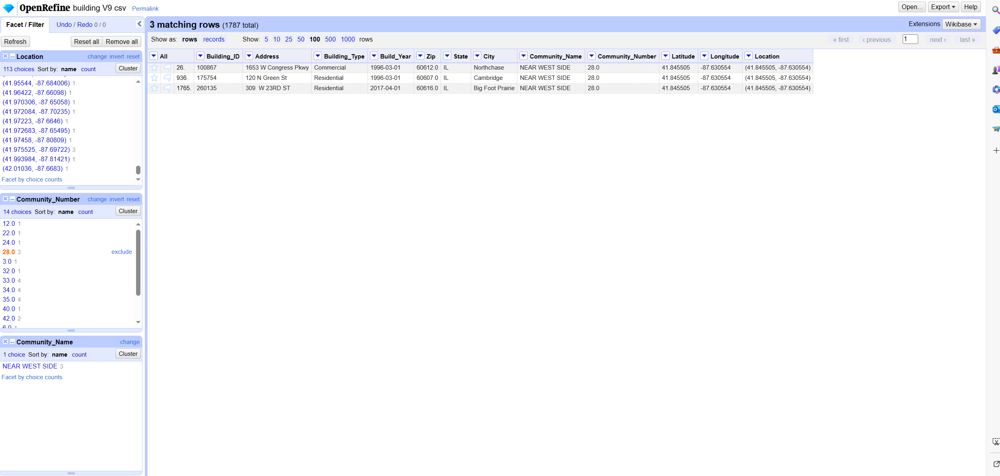 OpenRefine building V9 csv Permalink
Open... Export Help
Facet / Filter Undo / Redo 0 / 0
Refresh Reset all Remove all
Location change invert reset
113 choices Sort by: name count Cluster
(41.95544, -87.684006) 1
(41.96422, -87.66098) 1
(41.970306, -87.65058) 1
(41.972084, -87.70235) 1
(41.97223, -87.6646) 1
(41.972683, -87.65495) 1
(41.97458, -87.80809) 1
(41.975525, -87.69722) 3
(41.993984, -87.81421) 1
(42.01036, -87.6683) 1
Facet by choice counts
Community_Number change invert reset
14 choices Sort by: name count Cluster
12.0 1
22.0 1
24.0 1
28.0 3 exclude
3.0 1
32.0 1
33.0 4
34.0 4
35.0 4
40.0 1
42.0 2
6.0 1
Community_Name change
1 choice Sort by: name count Cluster
NEAR WEST SIDE 3
Facet by choice counts
3 matching rows (1787 total)
Extensions Wikibase
Show as: rows records Show: 5 10 25 50 100 500 1000 rows
« first ‹ previous 1 next › last »
All Building_ID Address Building_Type Build_Year Zip State City Community_Name Community_Number Latitude Longitude Location
26. 100867 1653 W Congress Pkwy Commercial 1996-03-01 60612.0 IL Northchase NEAR WEST SIDE 28.0 41.845505 -87.630554 (41.845505, -87.630554)
936. 175754 120 N Green St Residential 1996-03-01 60607.0 IL Cambridge NEAR WEST SIDE 28.0 41.845505 -87.630554 (41.845505, -87.630554)
1765. 260135 309  W 23RD ST Residential 2017-04-01 60616.0 IL Big Foot Prairie NEAR WEST SIDE 28.0 41.845505 -87.630554 (41.845505, -87.630554)